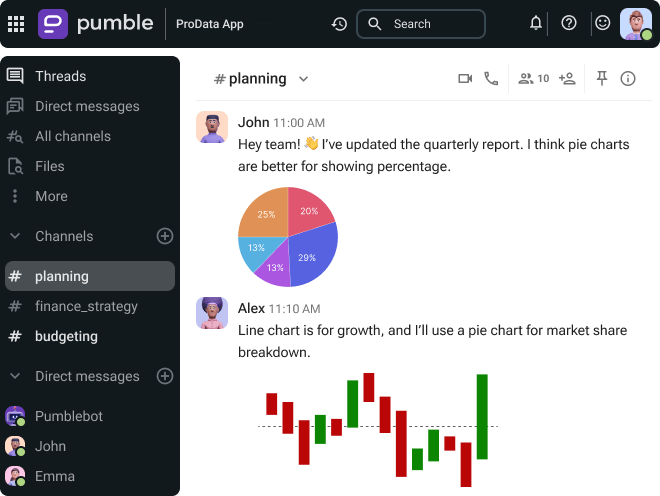 pumble
ProData App
Search
Threads
Direct messages
All channels
Files
More
Channels
# planning
# finance_strategy
# budgeting
Direct messages
Pumblebot
John
Emma
# planning
10
John 11:00 AM
Hey team! 👋 I’ve updated the quarterly report. I think pie charts
are better for showing percentage.
25%
20%
13%
13%
29%
Alex 11:10 AM
Line chart is for growth, and I’ll use a pie chart for market share
breakdown.